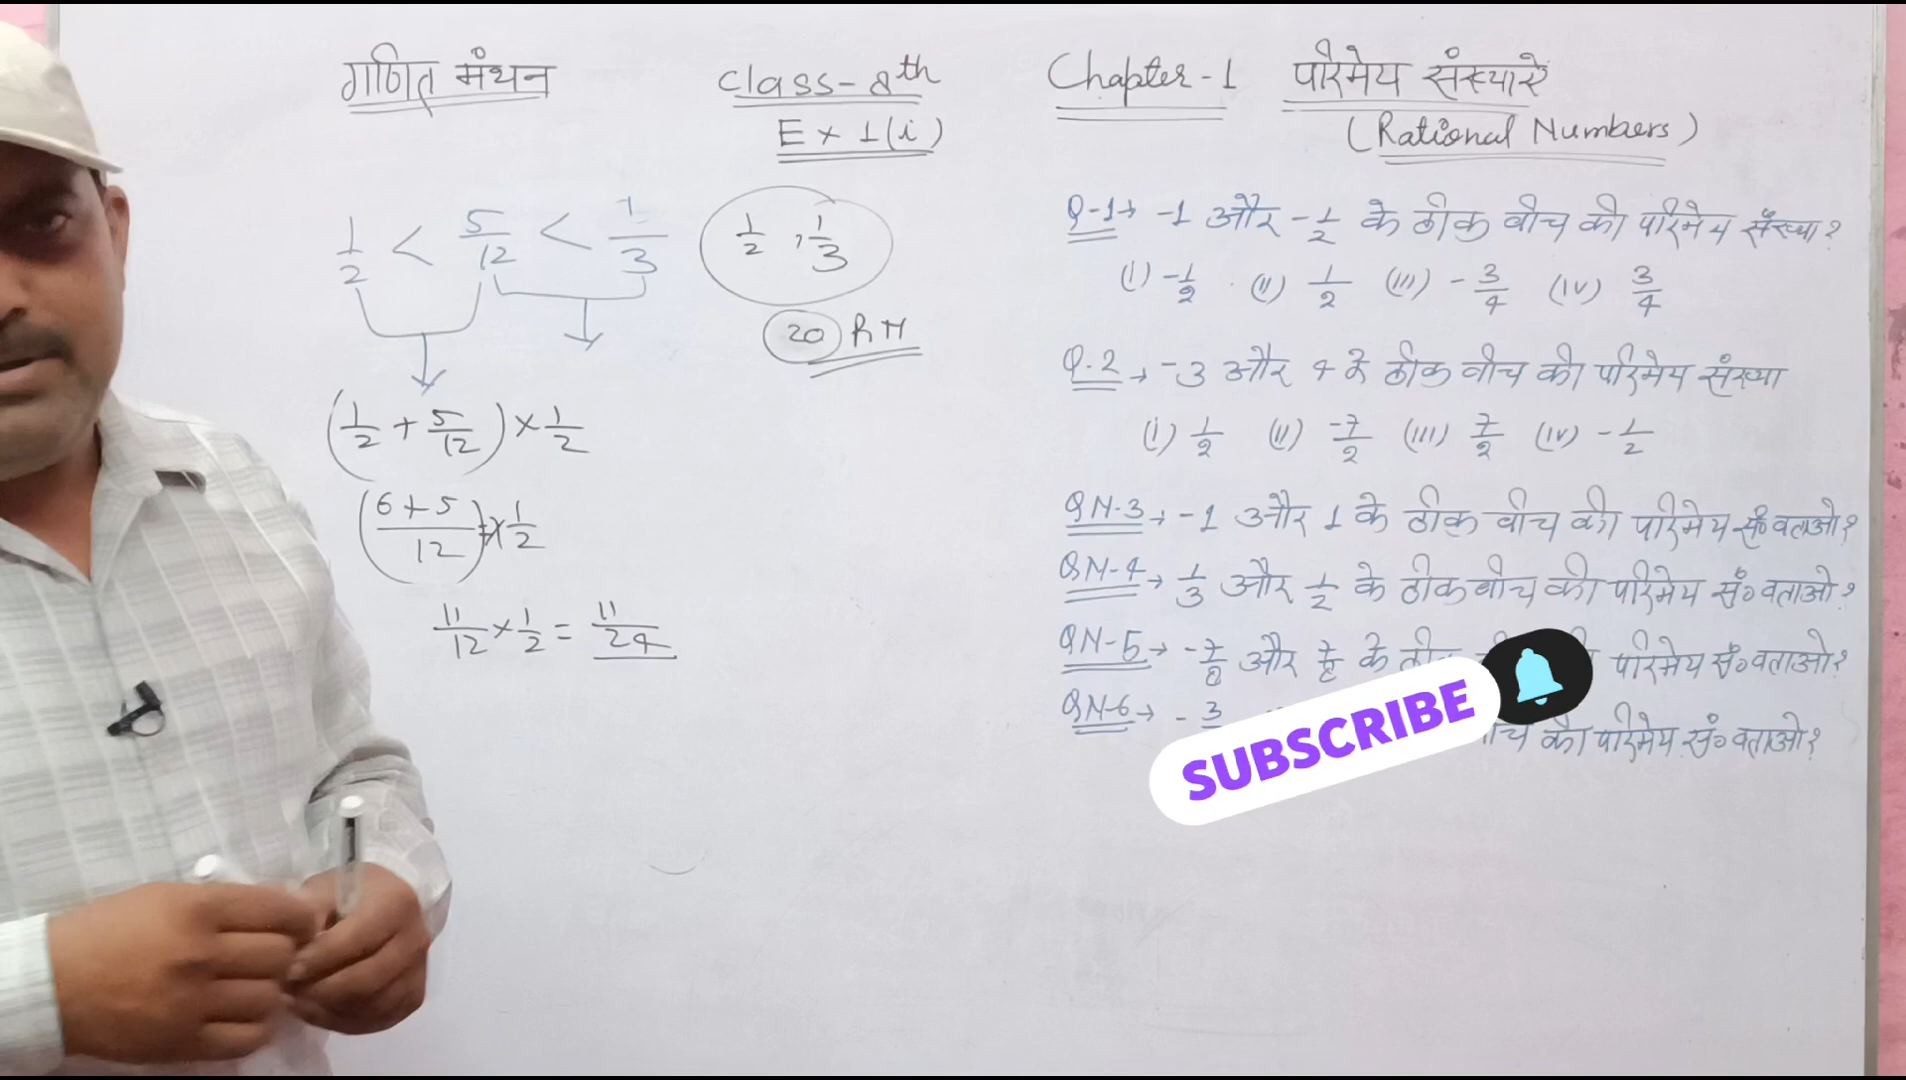 गणित मंथन Class-8th Chapter-1 परिमेय संख्याऐं
Ex 1(i) (Rational Numbers)
1/2 < 5/12 < 1/3
1/2 , 1/3
20 RN
(1/2 + 5/12) × 1/2
(6+5/12) × 1/2
11/12 × 1/2 = 11/24
Q-1→ -1 और -1/2 के ठीक बीच की परिमेय संख्या?
(i) -1/2 (ii) 1/2 (iii) -3/4 (iv) 3/4
Q.2→ -3 और 4 के ठीक बीच की परिमेय संख्या
(i) 1/2 (ii) -7/2 (iii) 7/2 (iv) -1/2
QN-3→ -1 और 1 के ठीक बीच की परिमेय सं० बताओ?
QN-4→ 1/3 और 1/2 के ठीक बीच की परिमेय सं० बताओ?
QN-5→ -7/8 और 7/8 के ठीक परिमेय सं० बताओ?
QN-6→ -3 बीच की परिमेय सं० बताओ?
SUBSCRIBE